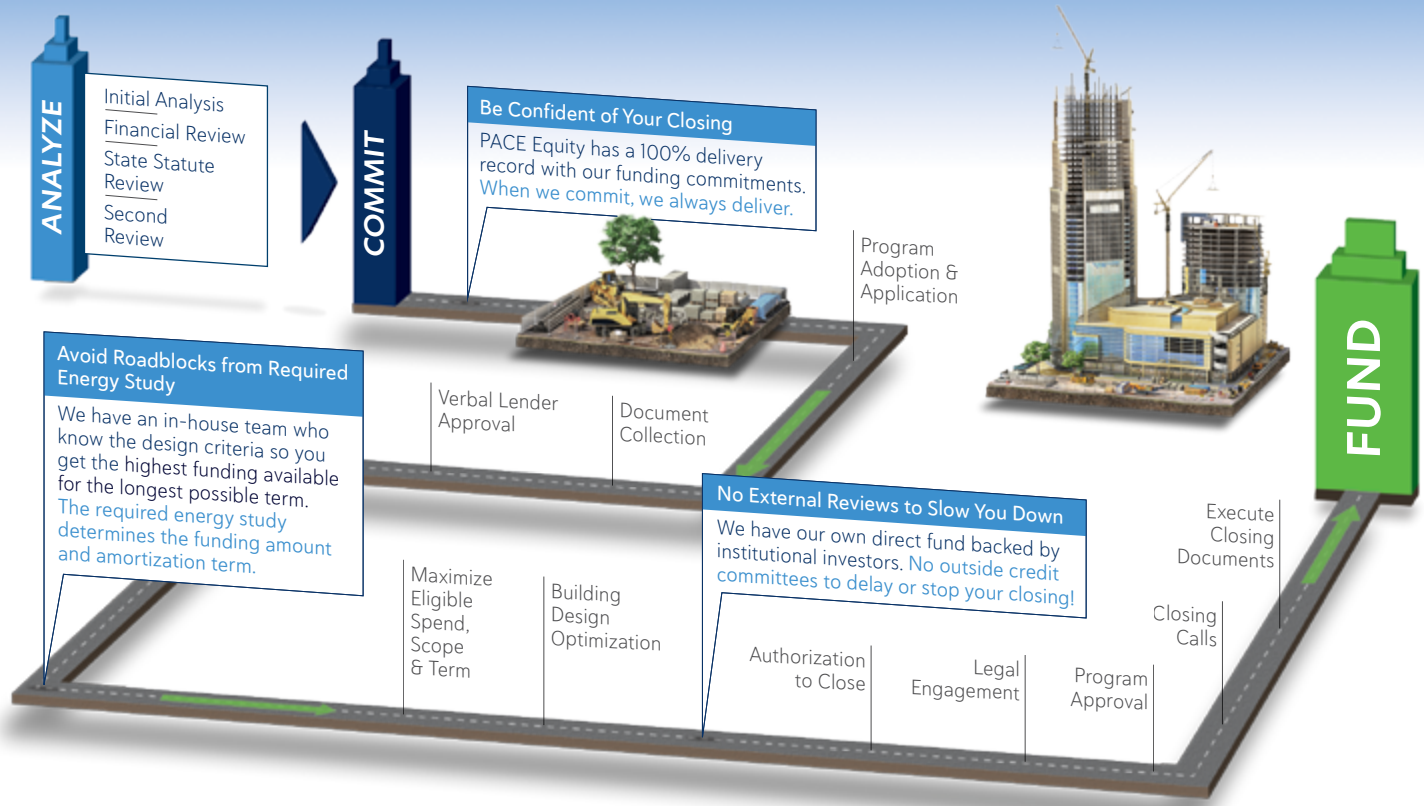 ANALYZE
Initial Analysis
Financial Review
State Statute
Review
Second
Review
COMMIT
Be Confident of Your Closing
PACE Equity has a 100% delivery
record with our funding commitments.
When we commit, we always deliver.
Program
Adoption &
Application
Document
Collection
Verbal Lender
Approval
Avoid Roadblocks from Required
Energy Study
We have an in-house team who
know the design criteria so you
get the highest funding available
for the longest possible term.
The required energy study
determines the funding amount
and amortization term.
Maximize
Eligible
Spend,
Scope
& Term
Building
Design
Optimization
No External Reviews to Slow You Down
We have our own direct fund backed by
institutional investors. No outside credit
committees to delay or stop your closing!
Authorization
to Close
Legal
Engagement
Program
Approval
Closing
Calls
Execute
Closing
Documents
FUND